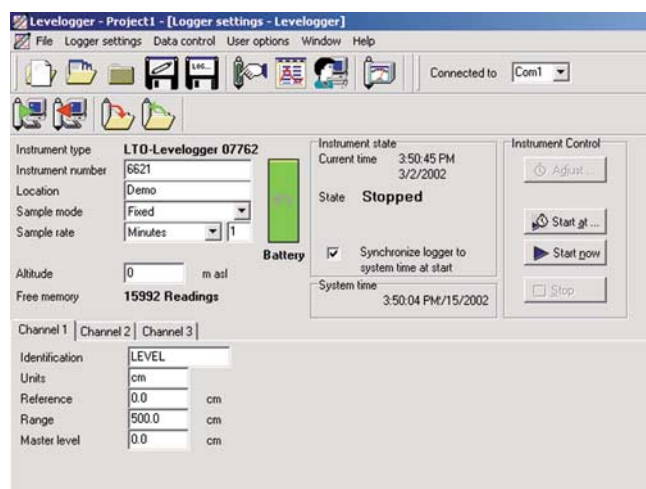 Levelogger - Project1 - [Logger settings - Levelogger]
File Logger settings Data control User options Window Help
LOG...
Connected to Com1
Instrument type LTO-Levelogger 07762
Instrument number 6621
Location Demo
Sample mode Fixed
Sample rate Minutes 1
Altitude 0 m asl
Free memory 15992 Readings
Battery
Instrument state
Current time 3:50:45 PM
3/2/2002
State Stopped
Synchronize logger to
system time at start
System time
3:50:04 PM/15/2002
Instrument Control
Adjust ...
Start at ...
Start now
Stop
Channel 1 Channel 2 Channel 3
Identification LEVEL
Units cm
Reference 0.0 cm
Range 500.0 cm
Master level 0.0 cm